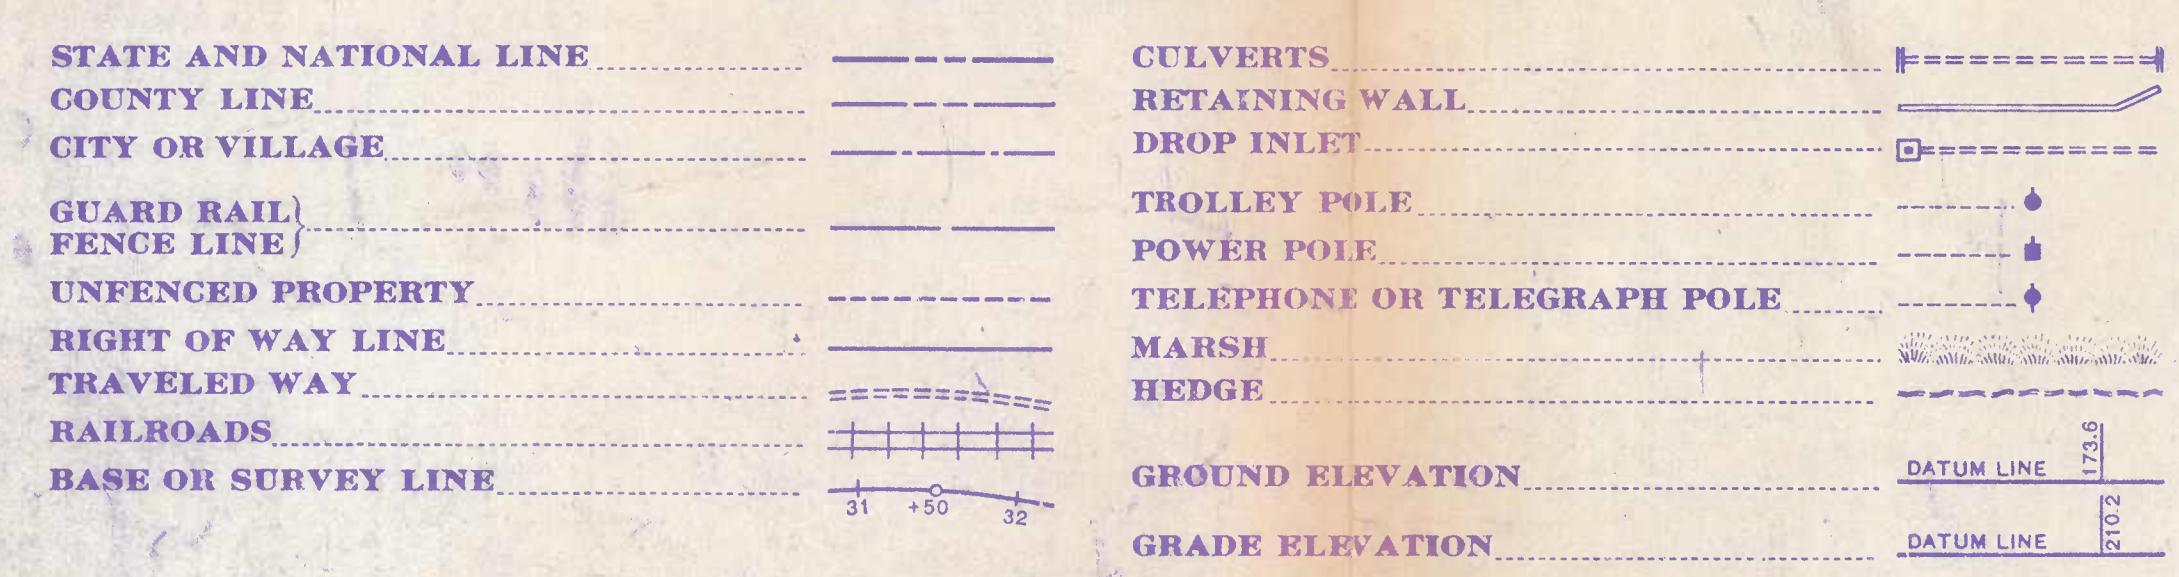 STATE AND NATIONAL LINE
COUNTY LINE
CITY OR VILLAGE
GUARD RAIL
FENCE LINE
UNFENCED PROPERTY
RIGHT OF WAY LINE
TRAVELED WAY
RAILROADS
BASE OR SURVEY LINE
31 +50 32
CULVERTS
RETAINING WALL
DROP INLET
TROLLEY POLE
POWER POLE
TELEPHONE OR TELEGRAPH POLE
MARSH
HEDGE
GROUND ELEVATION DATUM LINE 173.6
GRADE ELEVATION DATUM LINE 210.2